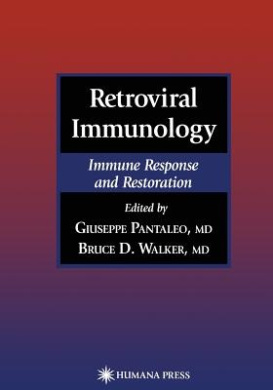 Retroviral
Immunology
Immune Response
and Restoration
Edited by
GIUSEPPE PANTALEO, MD
BRUCE D. WALKER, MD
HUMANA PRESS